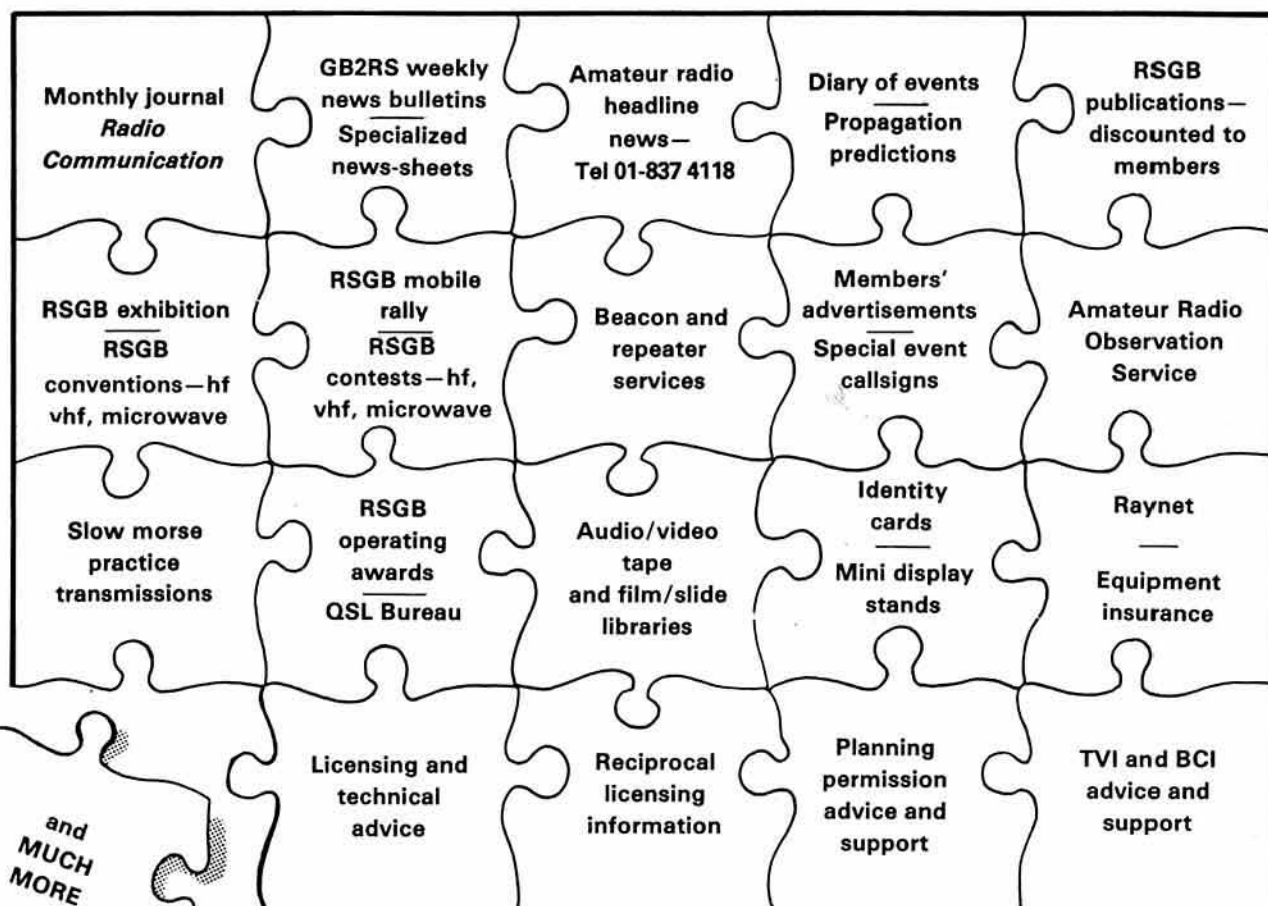 Monthly journal
Radio
Communication
GB2RS weekly
news bulletins
Specialized
news-sheets
Amateur radio
headline
news—
Tel 01-837 4118
Diary of events
Propagation
predictions
RSGB
publications—
discounted to
members
RSGB exhibition
RSGB
conventions—hf
vhf, microwave
RSGB mobile
rally
RSGB
contests—hf,
vhf, microwave
Beacon and
repeater
services
Members'
advertisements
Special event
callsigns
Amateur Radio
Observation
Service
Slow morse
practice
transmissions
RSGB
operating
awards
QSL Bureau
Audio/video
tape
and film/slide
libraries
Identity
cards
Mini display
stands
Raynet
Equipment
insurance
and
MUCH
MORE
Licensing and
technical
advice
Reciprocal
licensing
information
Planning
permission
advice and
support
TVI and BCI
advice and
support